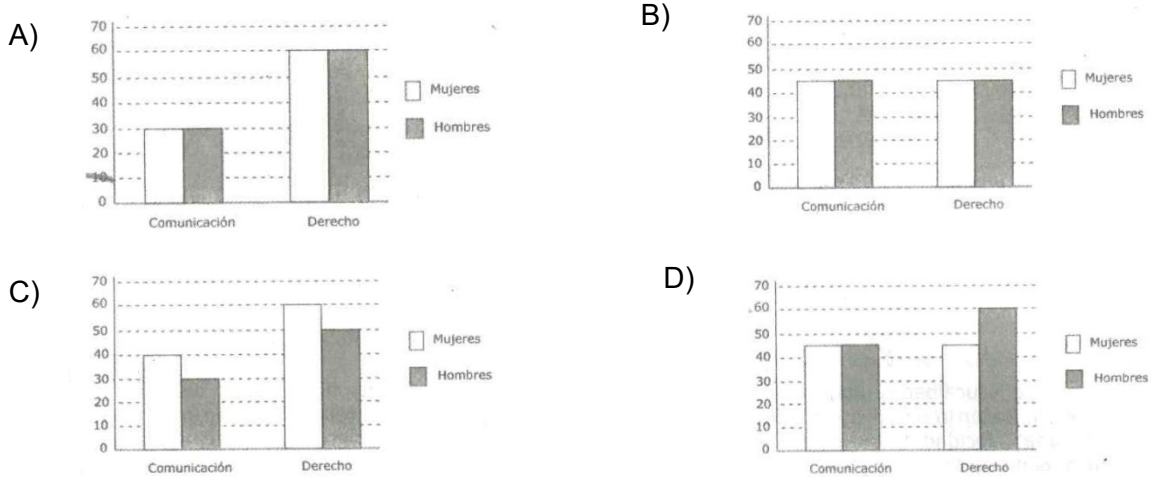 A)
70
60
50
40
30
20
10
0
Comunicación
Derecho
Mujeres
Hombres
B)
70
60
50
40
30
20
10
0
Comunicación
Derecho
Mujeres
Hombres
C)
70
60
50
40
30
20
10
0
Comunicación
Derecho
Mujeres
Hombres
D)
70
60
50
40
30
20
10
0
Comunicación
Derecho
Mujeres
Hombres